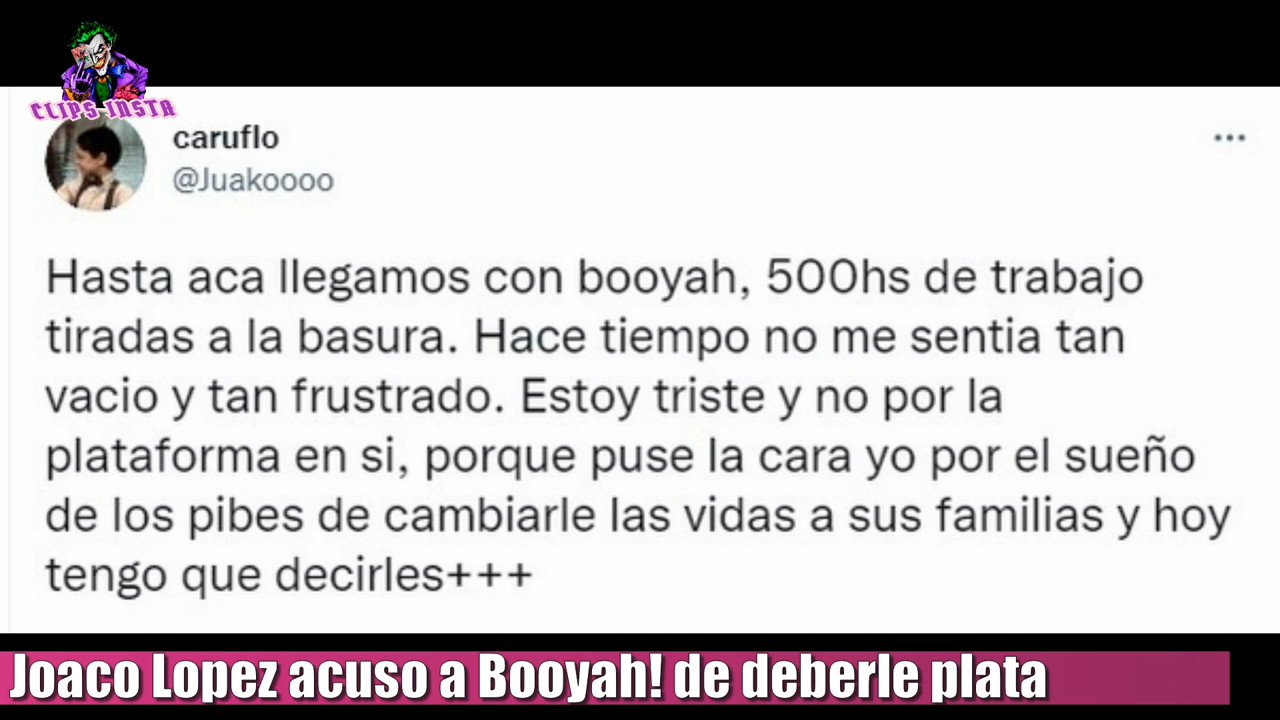 CLIPS INSTA
caruflo
@Juakoooo
Hasta aca llegamos con booyah, 500hs de trabajo
tiradas a la basura. Hace tiempo no me sentia tan
vacio y tan frustrado. Estoy triste y no por la
plataforma en si, porque puse la cara yo por el sueño
de los pibes de cambiarle las vidas a sus familias y hoy
tengo que decirles+++
Joaco Lopez acuso a Booyah! de deberle plata